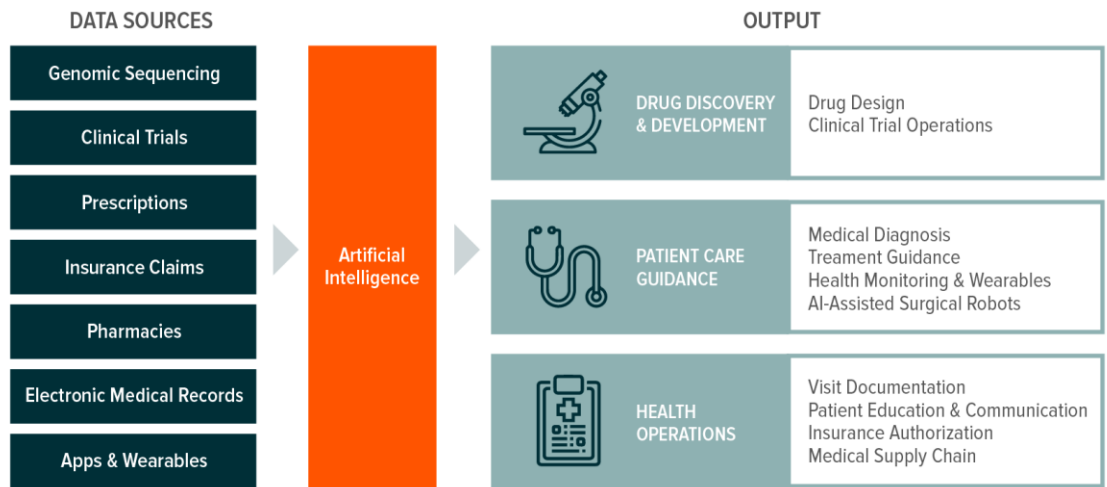 DATA SOURCES
Genomic Sequencing
Clinical Trials
Prescriptions
Insurance Claims
Pharmacies
Electronic Medical Records
Apps & Wearables
Artificial
Intelligence
OUTPUT
DRUG DISCOVERY
& DEVELOPMENT
Drug Design
Clinical Trial Operations
PATIENT CARE
GUIDANCE
Medical Diagnosis
Treament Guidance
Health Monitoring & Wearables
AI-Assisted Surgical Robots
HEALTH
OPERATIONS
Visit Documentation
Patient Education & Communication
Insurance Authorization
Medical Supply Chain